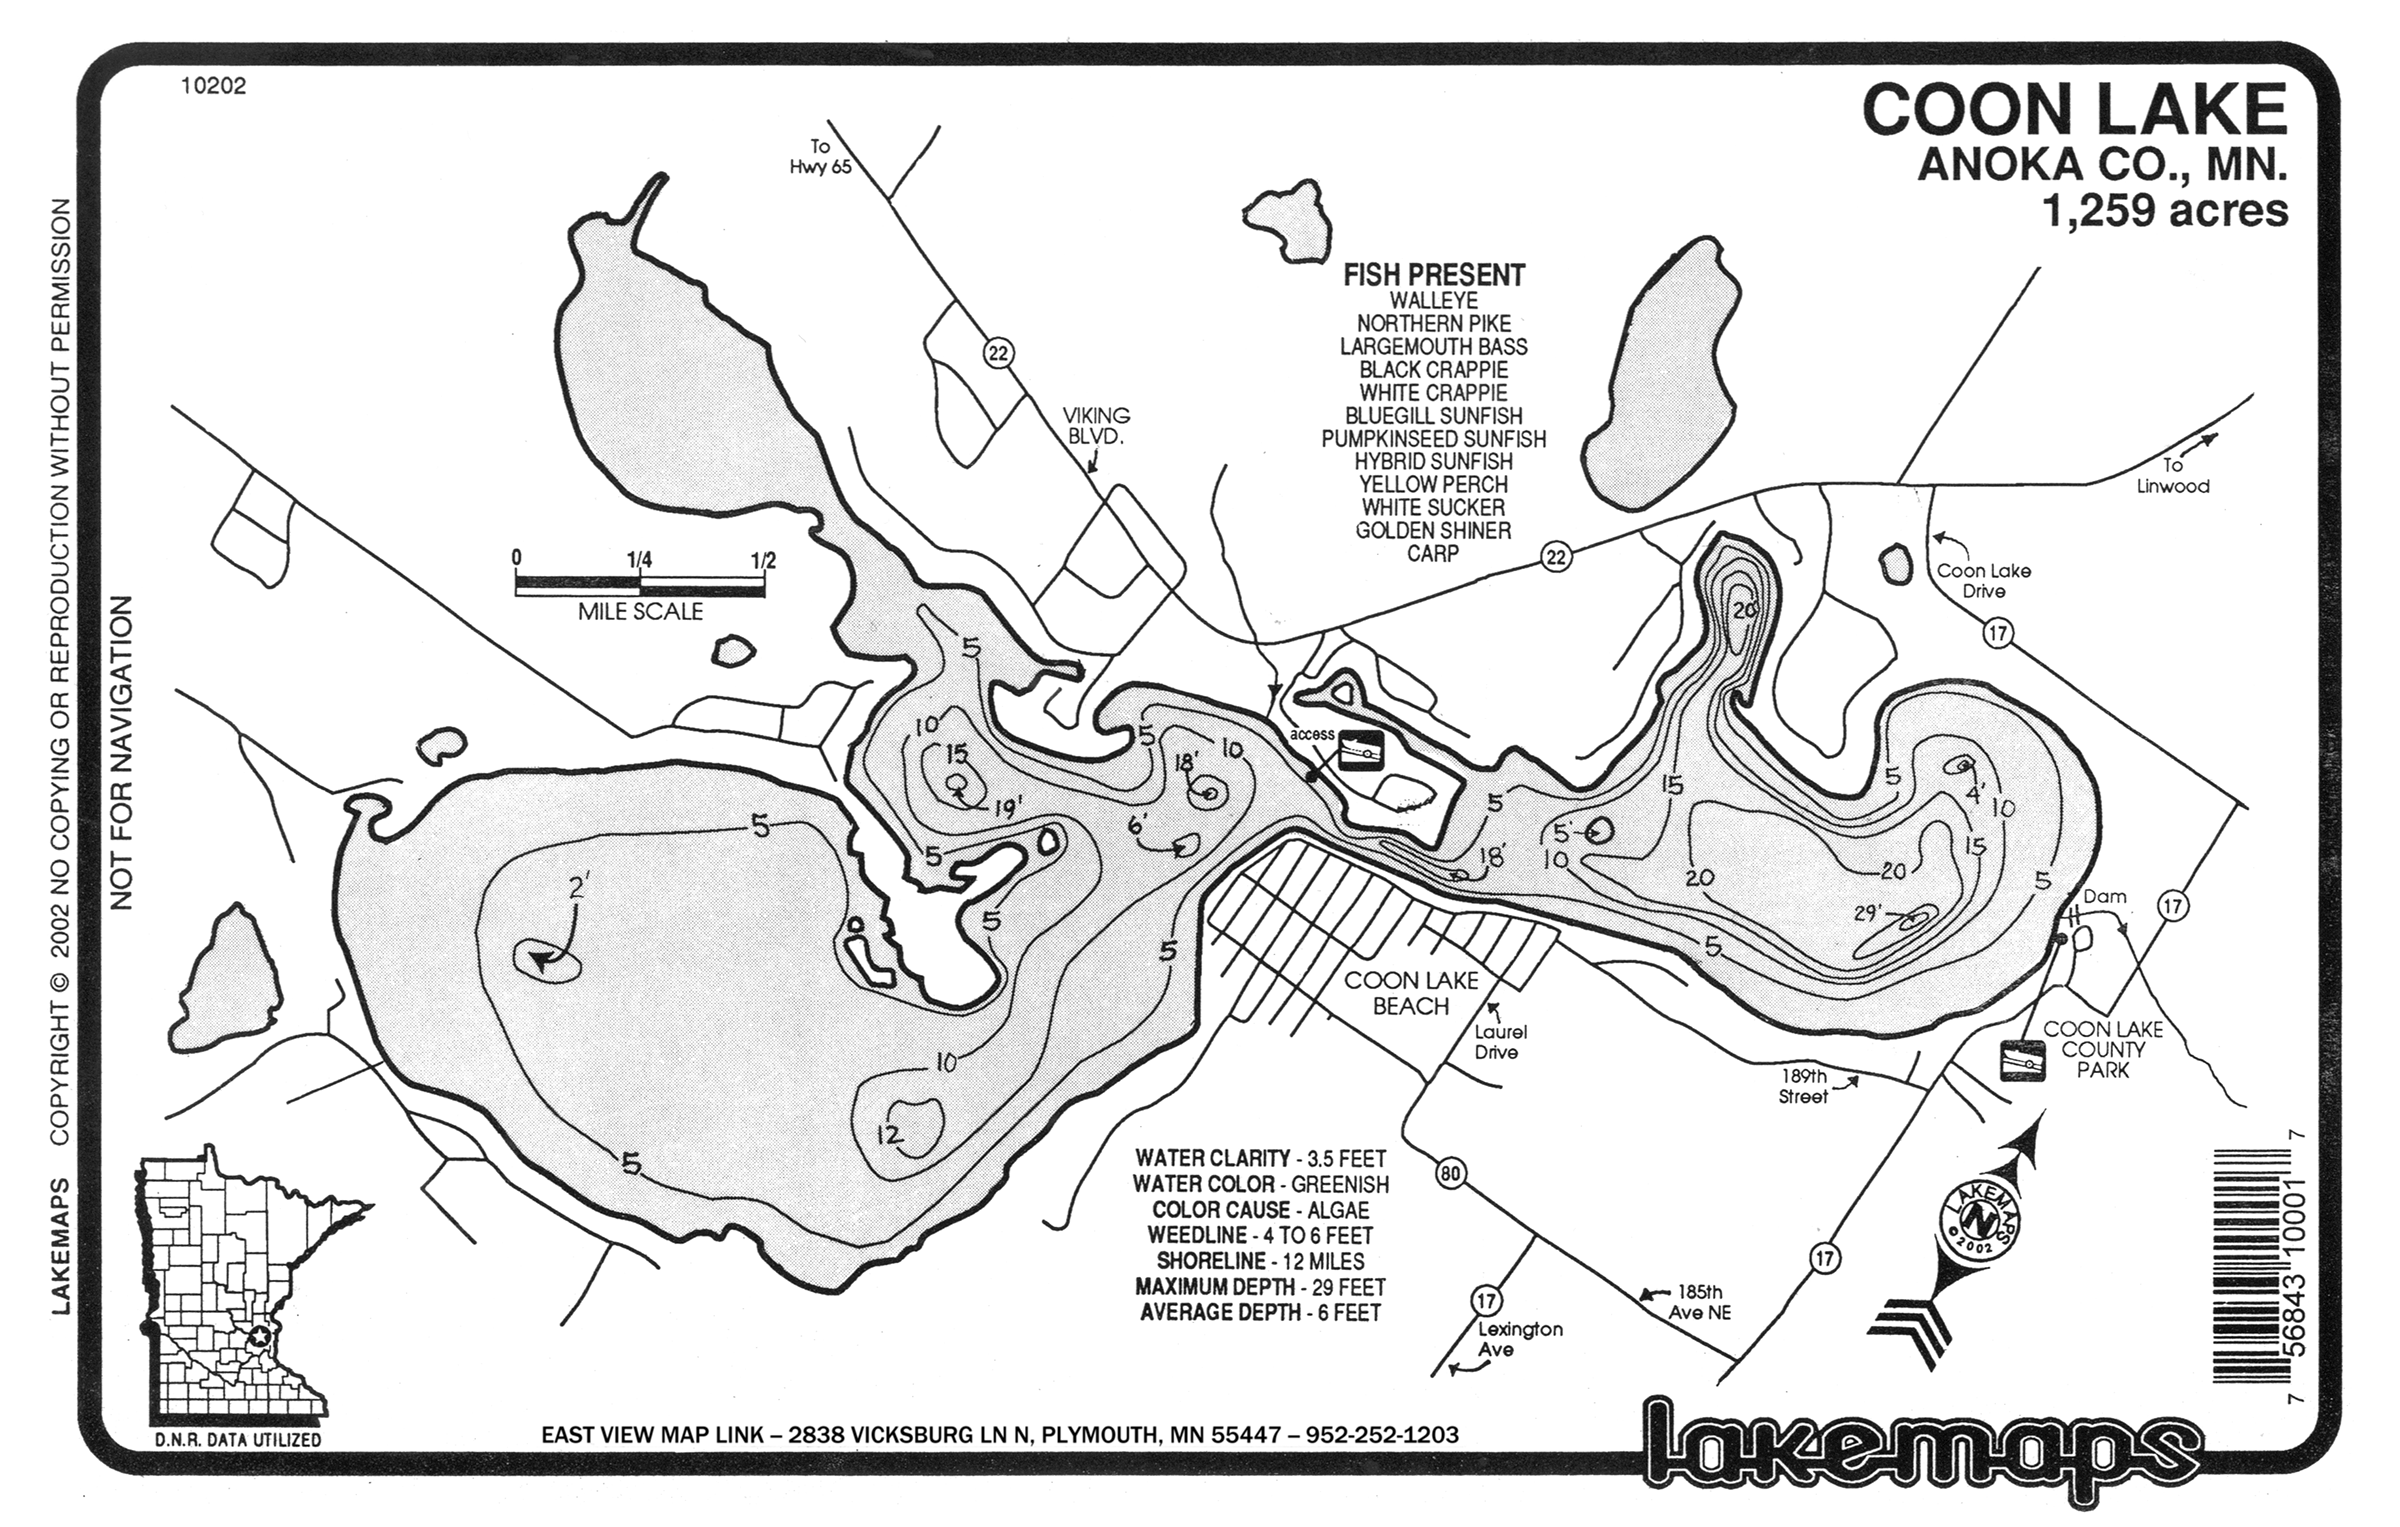 10202
COON LAKE
ANOKA CO., MN.
1,259 acres
To
Hwy 65
FISH PRESENT
WALLEYE
NORTHERN PIKE
LARGEMOUTH BASS
BLACK CRAPPIE
WHITE CRAPPIE
BLUEGILL SUNFISH
PUMPKINSEED SUNFISH
HYBRID SUNFISH
YELLOW PERCH
WHITE SUCKER
GOLDEN SHINER
CARP
22
VIKING
BLVD.
To
Linwood
0 1/4 1/2
MILE SCALE
22
Coon Lake
Drive
17
20
5
10
15
19'
5
18'
10
access
6'
5
15
5
4'
10
5'
10
18'
15
20
20
5
29'
5
5
2'
5
5
5
10
12
5
Dam
17
COON LAKE
BEACH
Laurel
Drive
COON LAKE
COUNTY
PARK
189th
Street
80
17
185th
Ave NE
17
Lexington
Ave
WATER CLARITY - 3.5 FEET
WATER COLOR - GREENISH
COLOR CAUSE - ALGAE
WEEDLINE - 4 TO 6 FEET
SHORELINE - 12 MILES
MAXIMUM DEPTH - 29 FEET
AVERAGE DEPTH - 6 FEET
LAKEMAPS
N
©2002
7 56843 10001 7
D.N.R. DATA UTILIZED
EAST VIEW MAP LINK – 2838 VICKSBURG LN N, PLYMOUTH, MN 55447 – 952-252-1203
lakemaps
NOT FOR NAVIGATION
LAKEMAPS COPYRIGHT © 2002 NO COPYING OR REPRODUCTION WITHOUT PERMISSION